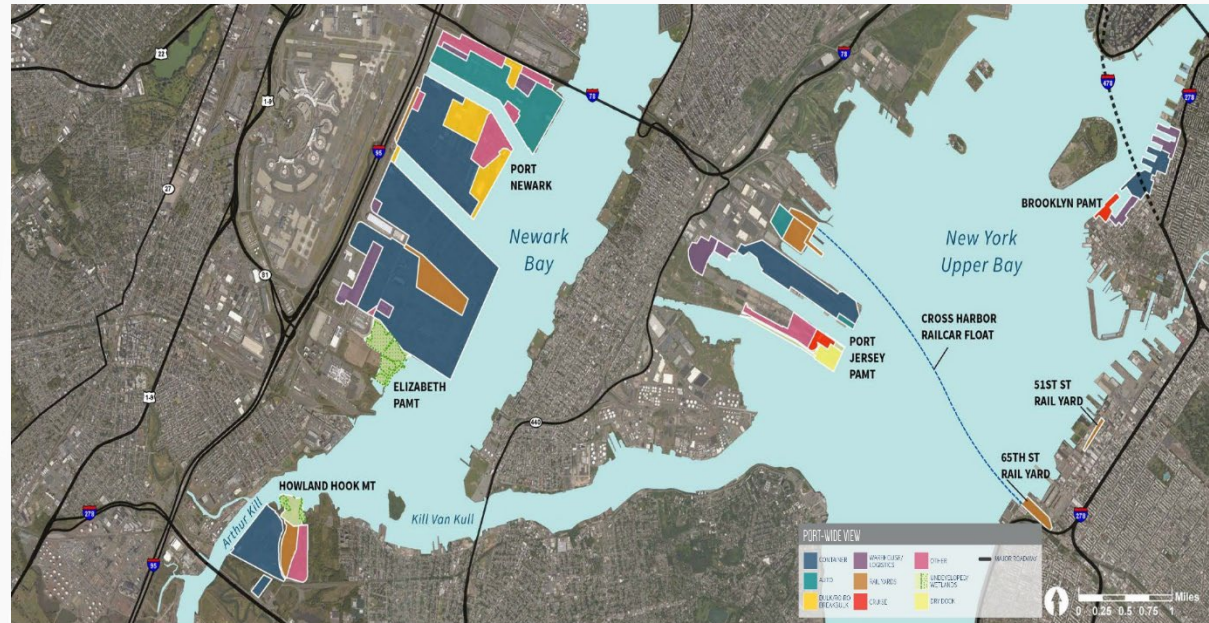 22
1-9
78
78
478
278
95
27
PORT
NEWARK
BROOKLYN PAMT
Newark
Bay
New York
Upper Bay
81
CROSS HARBOR
RAILCAR FLOAT
PORT
JERSEY
PAMT
ELIZABETH
PAMT
51ST ST
RAIL YARD
1-9
440
65TH ST
RAIL YARD
HOWLAND HOOK MT
Arthur Kill
Kill Van Kull
278
278
95
PORT-WIDE VIEW
CONTAINER
WAREHOUSE/
LOGISTICS
OTHER
MAJOR ROADWAY
AUTO
RAIL YARDS
UNDEVELOPED/
WETLANDS
BULK/RO-RO/
BREAKBULK
CRUISE
DRY DOCK
Miles
0 0.25 0.5 0.75 1